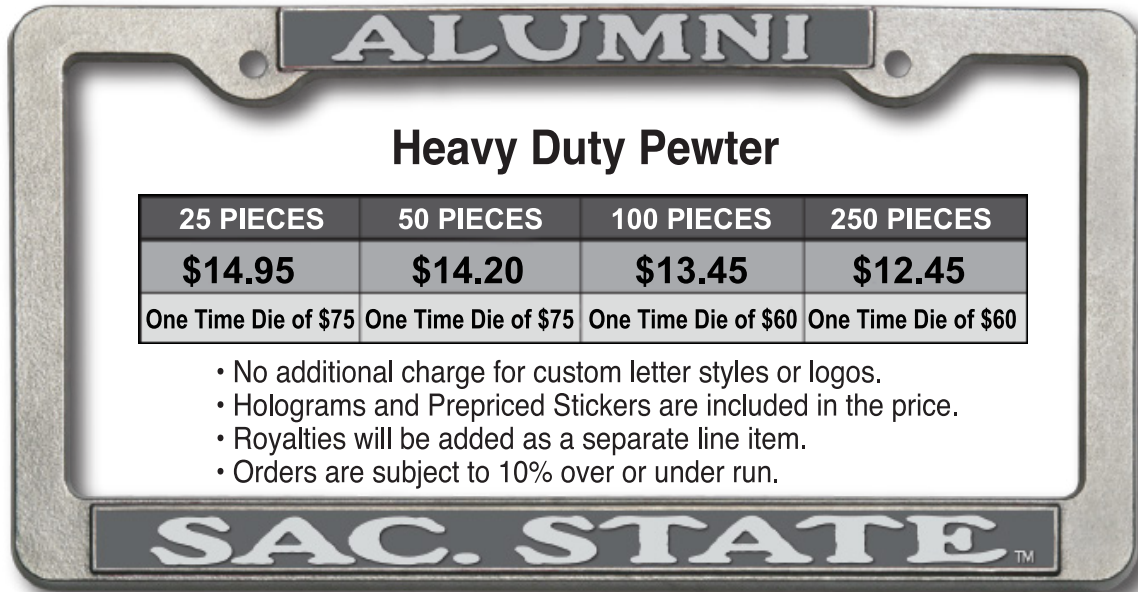 ALUMNI
Heavy Duty Pewter
25 PIECES 50 PIECES 100 PIECES 250 PIECES
$14.95 $14.20 $13.45 $12.45
One Time Die of $75 One Time Die of $75 One Time Die of $60 One Time Die of $60
• No additional charge for custom letter styles or logos.
• Holograms and Prepriced Stickers are included in the price.
• Royalties will be added as a separate line item.
• Orders are subject to 10% over or under run.
SAC. STATE™